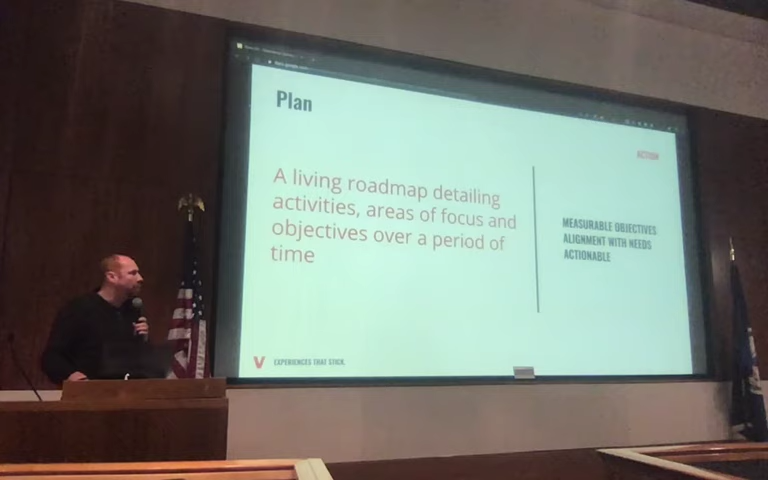 Plan
A living roadmap detailing
activities, areas of focus and
objectives over a period of
time
MEASURABLE OBJECTIVES
ALIGNMENT WITH NEEDS
ACTIONABLE
V EXPERIENCES THAT STICK.